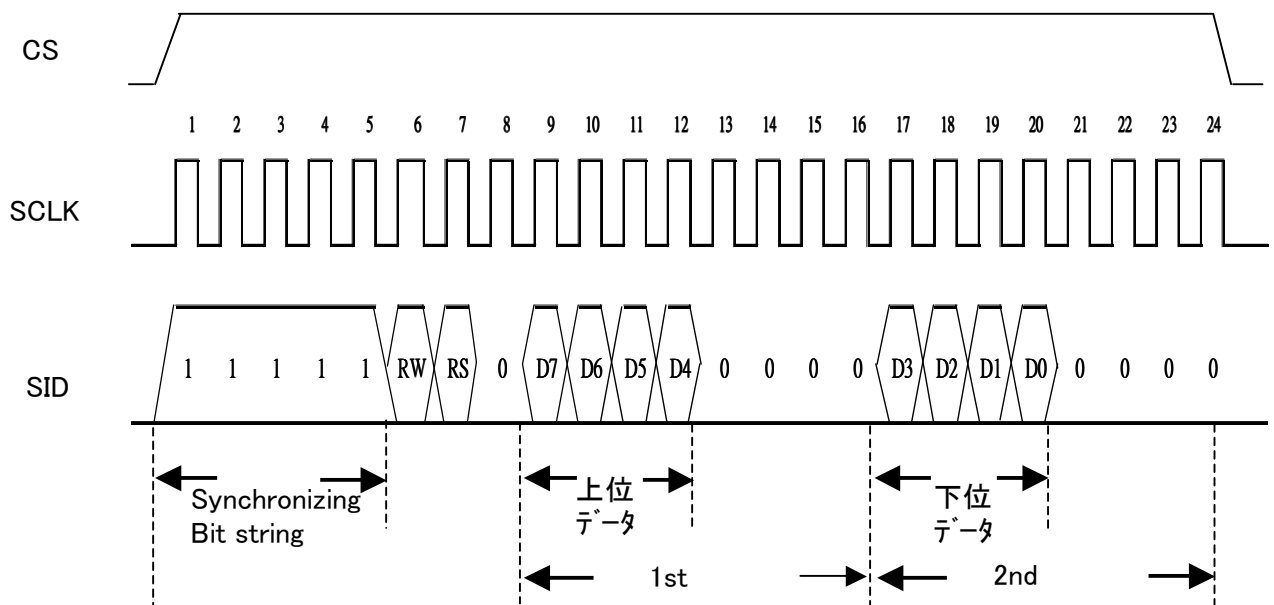 CS
1 2 3 4 5 6 7 8 9 10 11 12 13 14 15 16 17 18 19 20 21 22 23 24
SCLK
SID
1 1 1 1 1 RW RS 0 D7 D6 D5 D4 0 0 0 0 D3 D2 D1 D0 0 0 0 0
Synchronizing
Bit string
上位
ﾃﾞｰﾀ
下位
ﾃﾞｰﾀ
1st
2nd